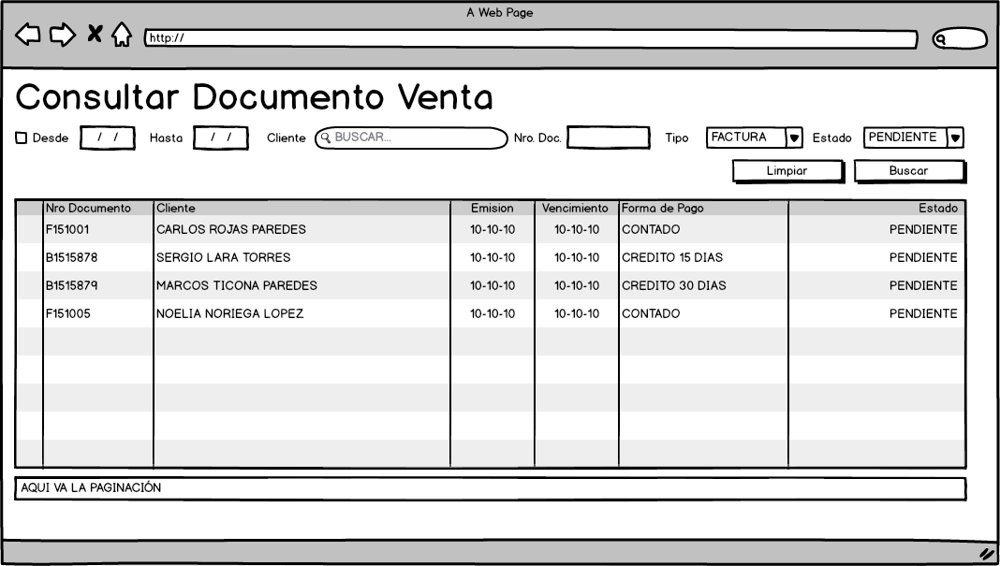 A Web Page
http://
Consultar Documento Venta
Desde / / Hasta / / Cliente BUSCAR... Nro. Doc. Tipo FACTURA Estado PENDIENTE
Limpiar Buscar
Nro Documento Cliente Emision Vencimiento Forma de Pago Estado
F151001 CARLOS ROJAS PAREDES 10-10-10 10-10-10 CONTADO PENDIENTE
B1515878 SERGIO LARA TORRES 10-10-10 10-10-10 CREDITO 15 DIAS PENDIENTE
B1515879 MARCOS TICONA PAREDES 10-10-10 10-10-10 CREDITO 30 DIAS PENDIENTE
F151005 NOELIA NORIEGA LOPEZ 10-10-10 10-10-10 CONTADO PENDIENTE
AQUI VA LA PAGINACIÓN